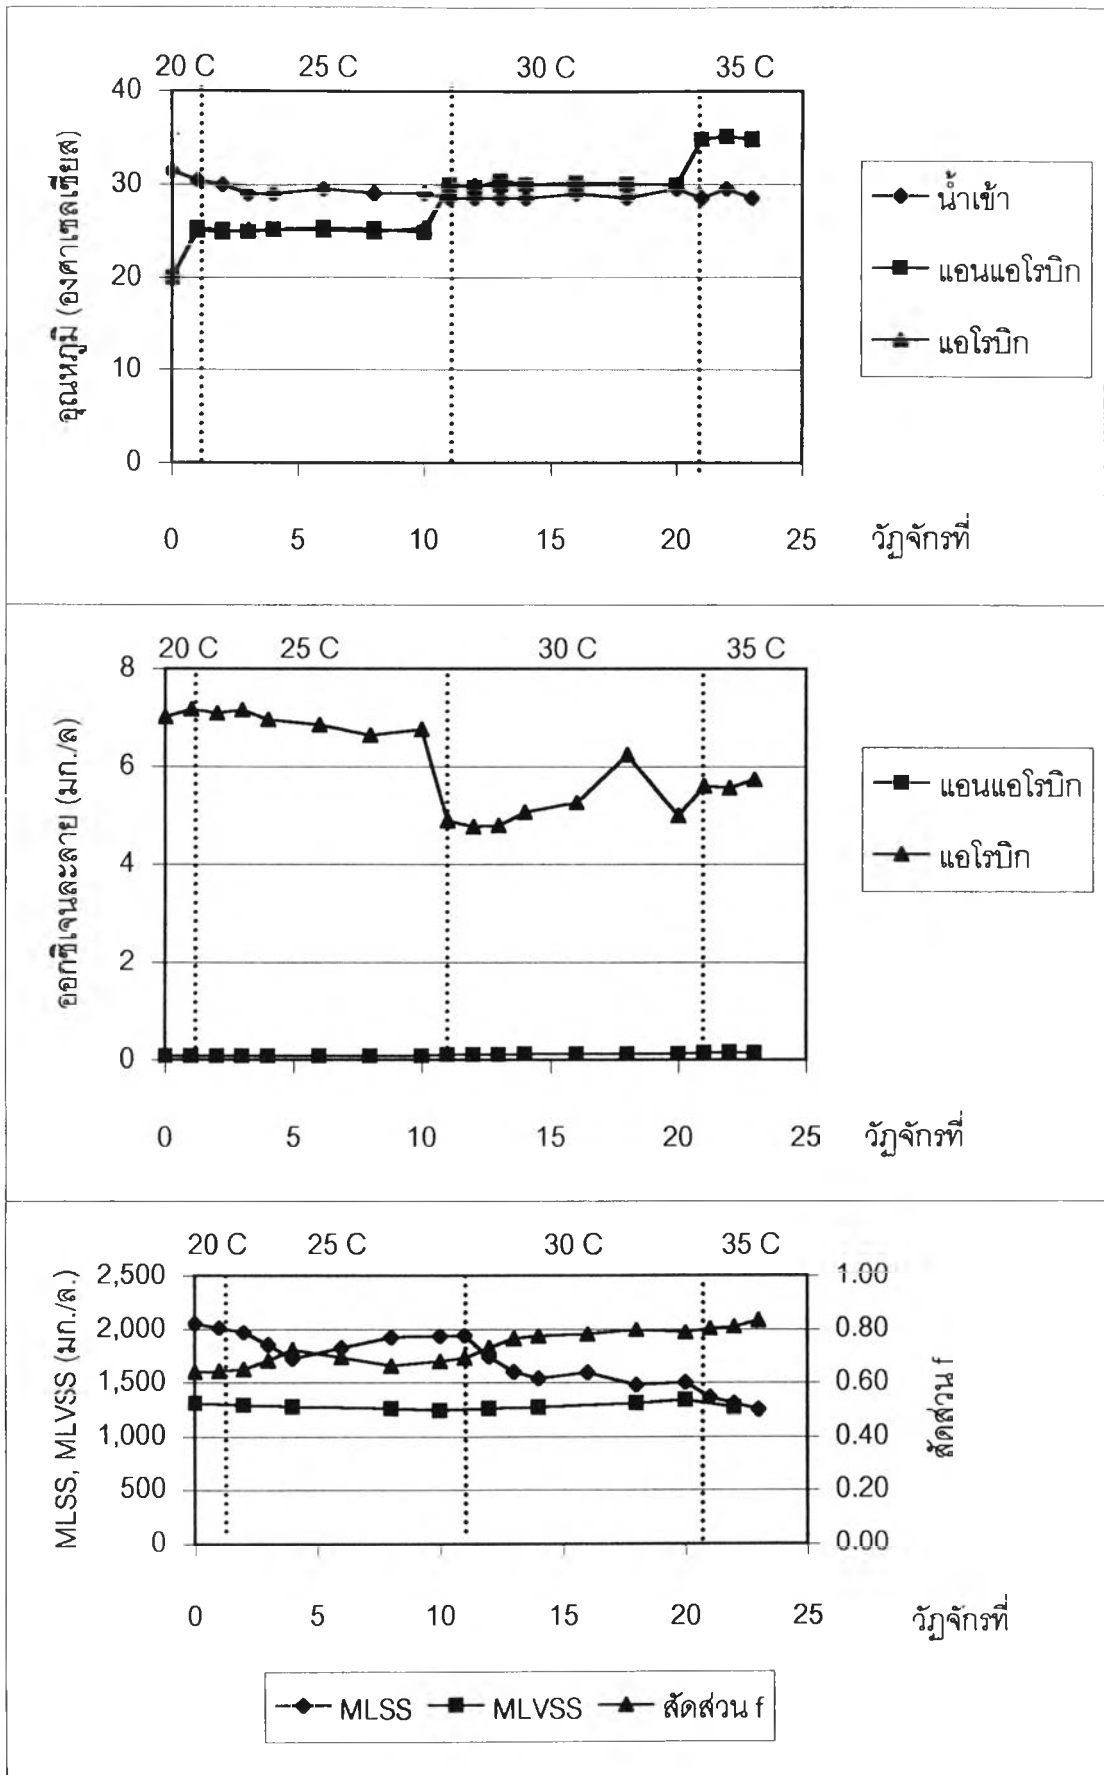 20 C 25 C 30 C 35 C
40
30
20
10
0
อุณหภูมิ (องศาเซลเซียส)
0 5 10 15 20 25 วัฏจักรที่
น้ำเข้า
แอนแอโรบิก
แอโรบิก
20 C 25 C 30 C 35 C
8
6
4
2
0
ออกซิเจนละลาย (มก./ล)
0 5 10 15 20 25 วัฏจักรที่
แอนแอโรบิก
แอโรบิก
20 C 25 C 30 C 35 C
2,500 1.00
2,000 0.80
1,500 0.60
1,000 0.40
500 0.20
0 0.00
MLSS, MLVSS (มก./ล.)
สัดส่วน f
0 5 10 15 20 25 วัฏจักรที่
MLSS MLVSS สัดส่วน f